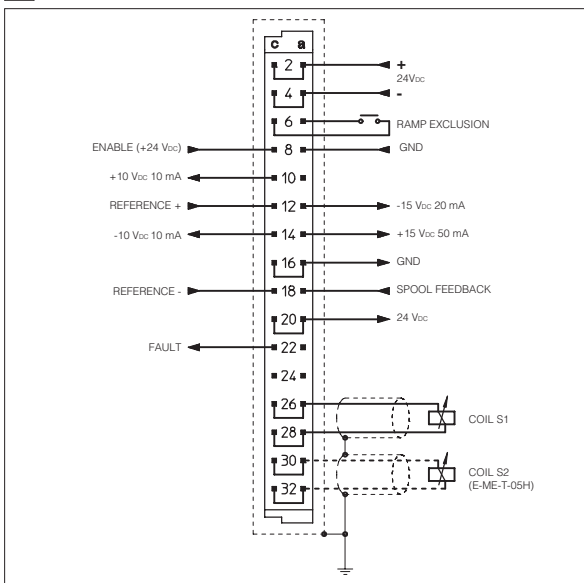 c a
2 +
24VDC
4 -
6 RAMP EXCLUSION
ENABLE (+24 VDC) 8 GND
+10 VDC 10 mA 10
REFERENCE + 12 -15 VDC 20 mA
-10 VDC 10 mA 14 +15 VDC 50 mA
16 GND
REFERENCE - 18 SPOOL FEEDBACK
20 24 VDC
FAULT 22
24
26
COIL S1
28
30
COIL S2
32 (E-ME-T-05H)